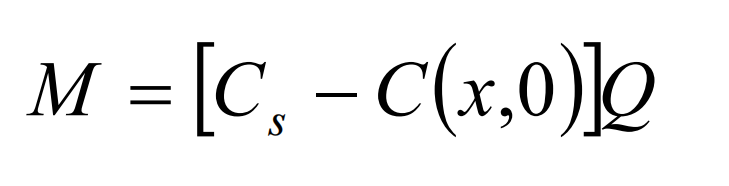 M = [C_s − C(x,0)]Q